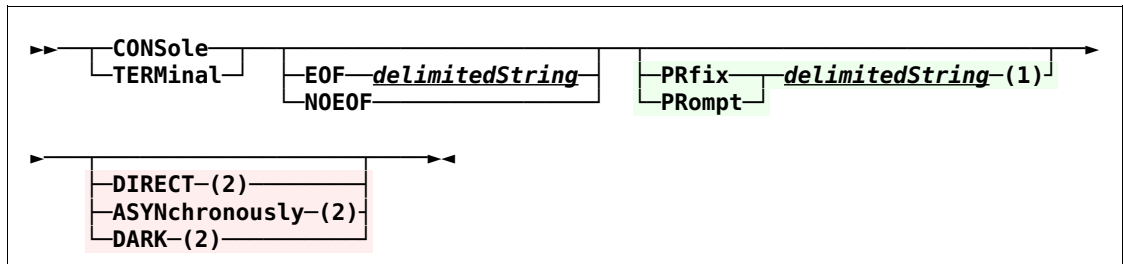 CONSole
TERMinal
EOF delimitedString
NOEOF
PRfix delimitedString (1)
PRompt
DIRECT (2)
ASYNchronously (2)
DARK (2)